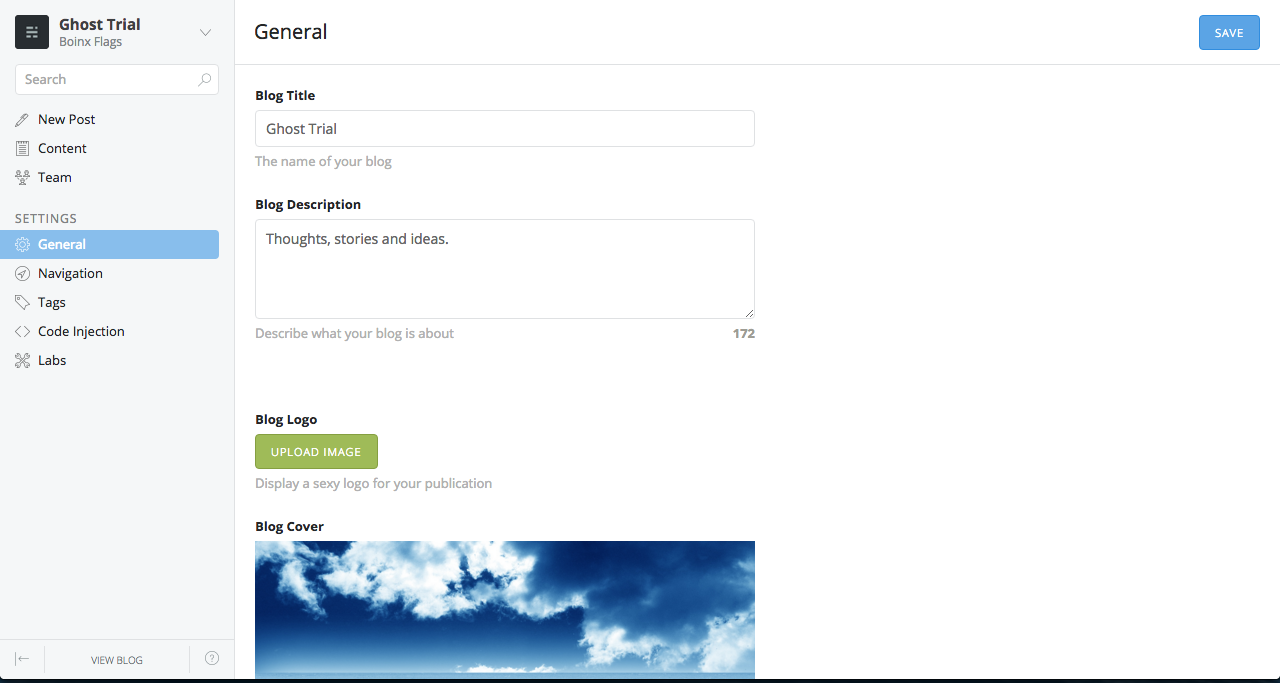 Ghost Trial
Boinx Flags
Search
New Post
Content
Team
SETTINGS
General
Navigation
Tags
Code Injection
Labs
VIEW BLOG
?
General
SAVE
Blog Title
Ghost Trial
The name of your blog
Blog Description
Thoughts, stories and ideas.
Describe what your blog is about 172
Blog Logo
UPLOAD IMAGE
Display a sexy logo for your publication
Blog Cover